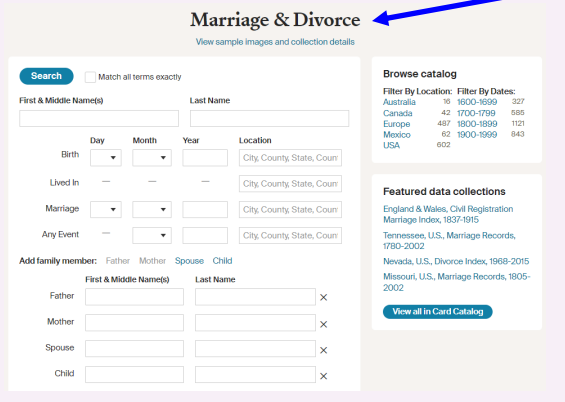 Marriage & Divorce
View sample images and collection details
Search Match all terms exactly
First & Middle Name(s) Last Name
Day Month Year Location
Birth City, County, State, Coun
Lived In — — — City, County, State, Coun
Marriage City, County, State, Coun
Any Event — City, County, State, Coun
Add family member: Father Mother Spouse Child
First & Middle Name(s) Last Name
Father ×
Mother ×
Spouse ×
Child ×
Browse catalog
Filter By Location: Filter By Dates:
Australia 16 1600-1699 327
Canada 42 1700-1799 585
Europe 487 1800-1899 1121
Mexico 62 1900-1999 843
USA 602
Featured data collections
England & Wales, Civil Registration
Marriage Index, 1837-1915
Tennessee, U.S., Marriage Records,
1780-2002
Nevada, U.S., Divorce Index, 1968-2015
Missouri, U.S., Marriage Records, 1805-
2002
View all in Card Catalog